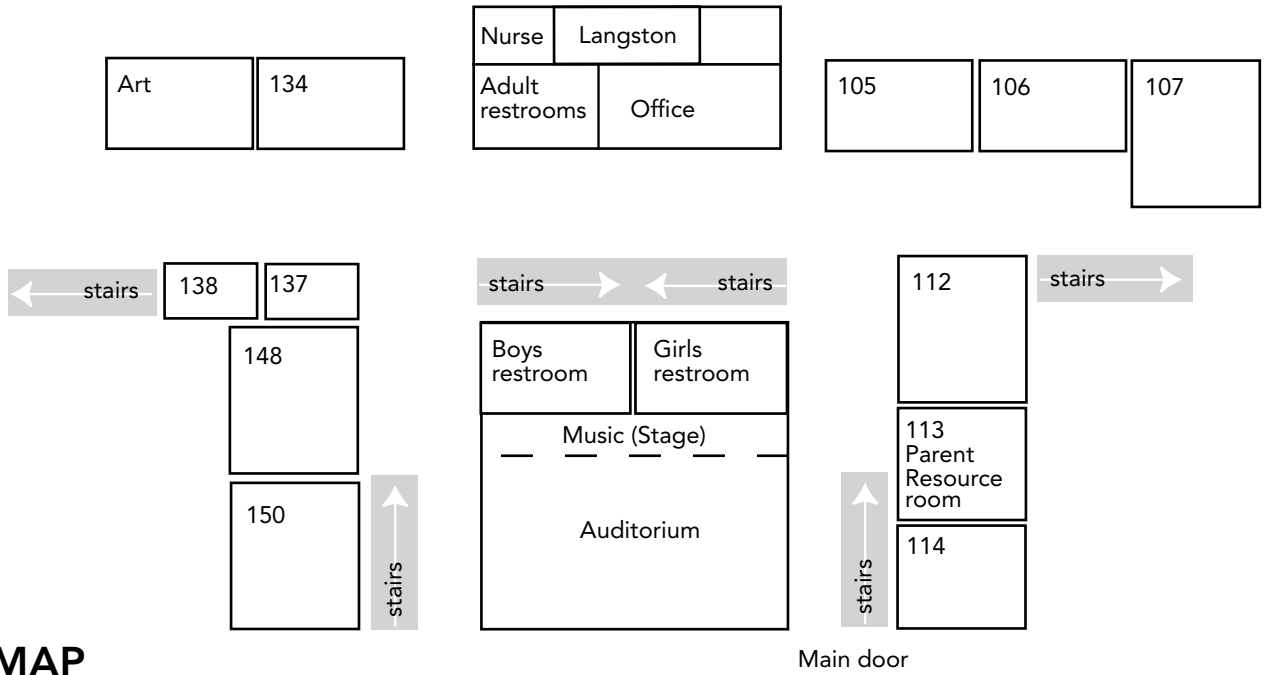 Nurse
Langston
Art
134
Adult
restrooms
Office
105
106
107
stairs
138
137
stairs
stairs
112
stairs
148
Boys
restroom
Girls
restroom
Music (Stage)
113
Parent
Resource
room
150
Auditorium
114
stairs
stairs
MAP
Main door